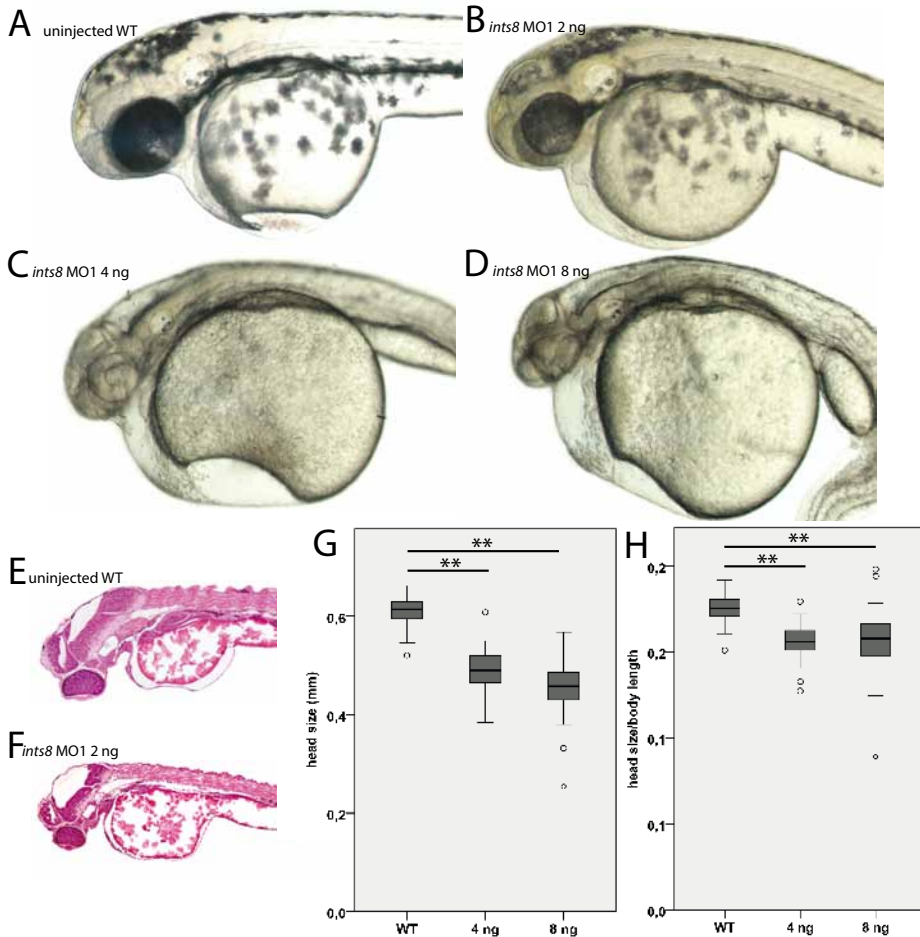 A uninjected WT
B ints8 MO1 2 ng
C ints8 MO1 4 ng
D ints8 MO1 8 ng
E uninjected WT
F ints8 MO1 2 ng
G
**
**
head size (mm)
0,6
0,4
0,2
0,0
WT 4 ng 8 ng
H
**
**
head size/body length
0,2
0,2
0,1
0,1
0,0
WT 4 ng 8 ng